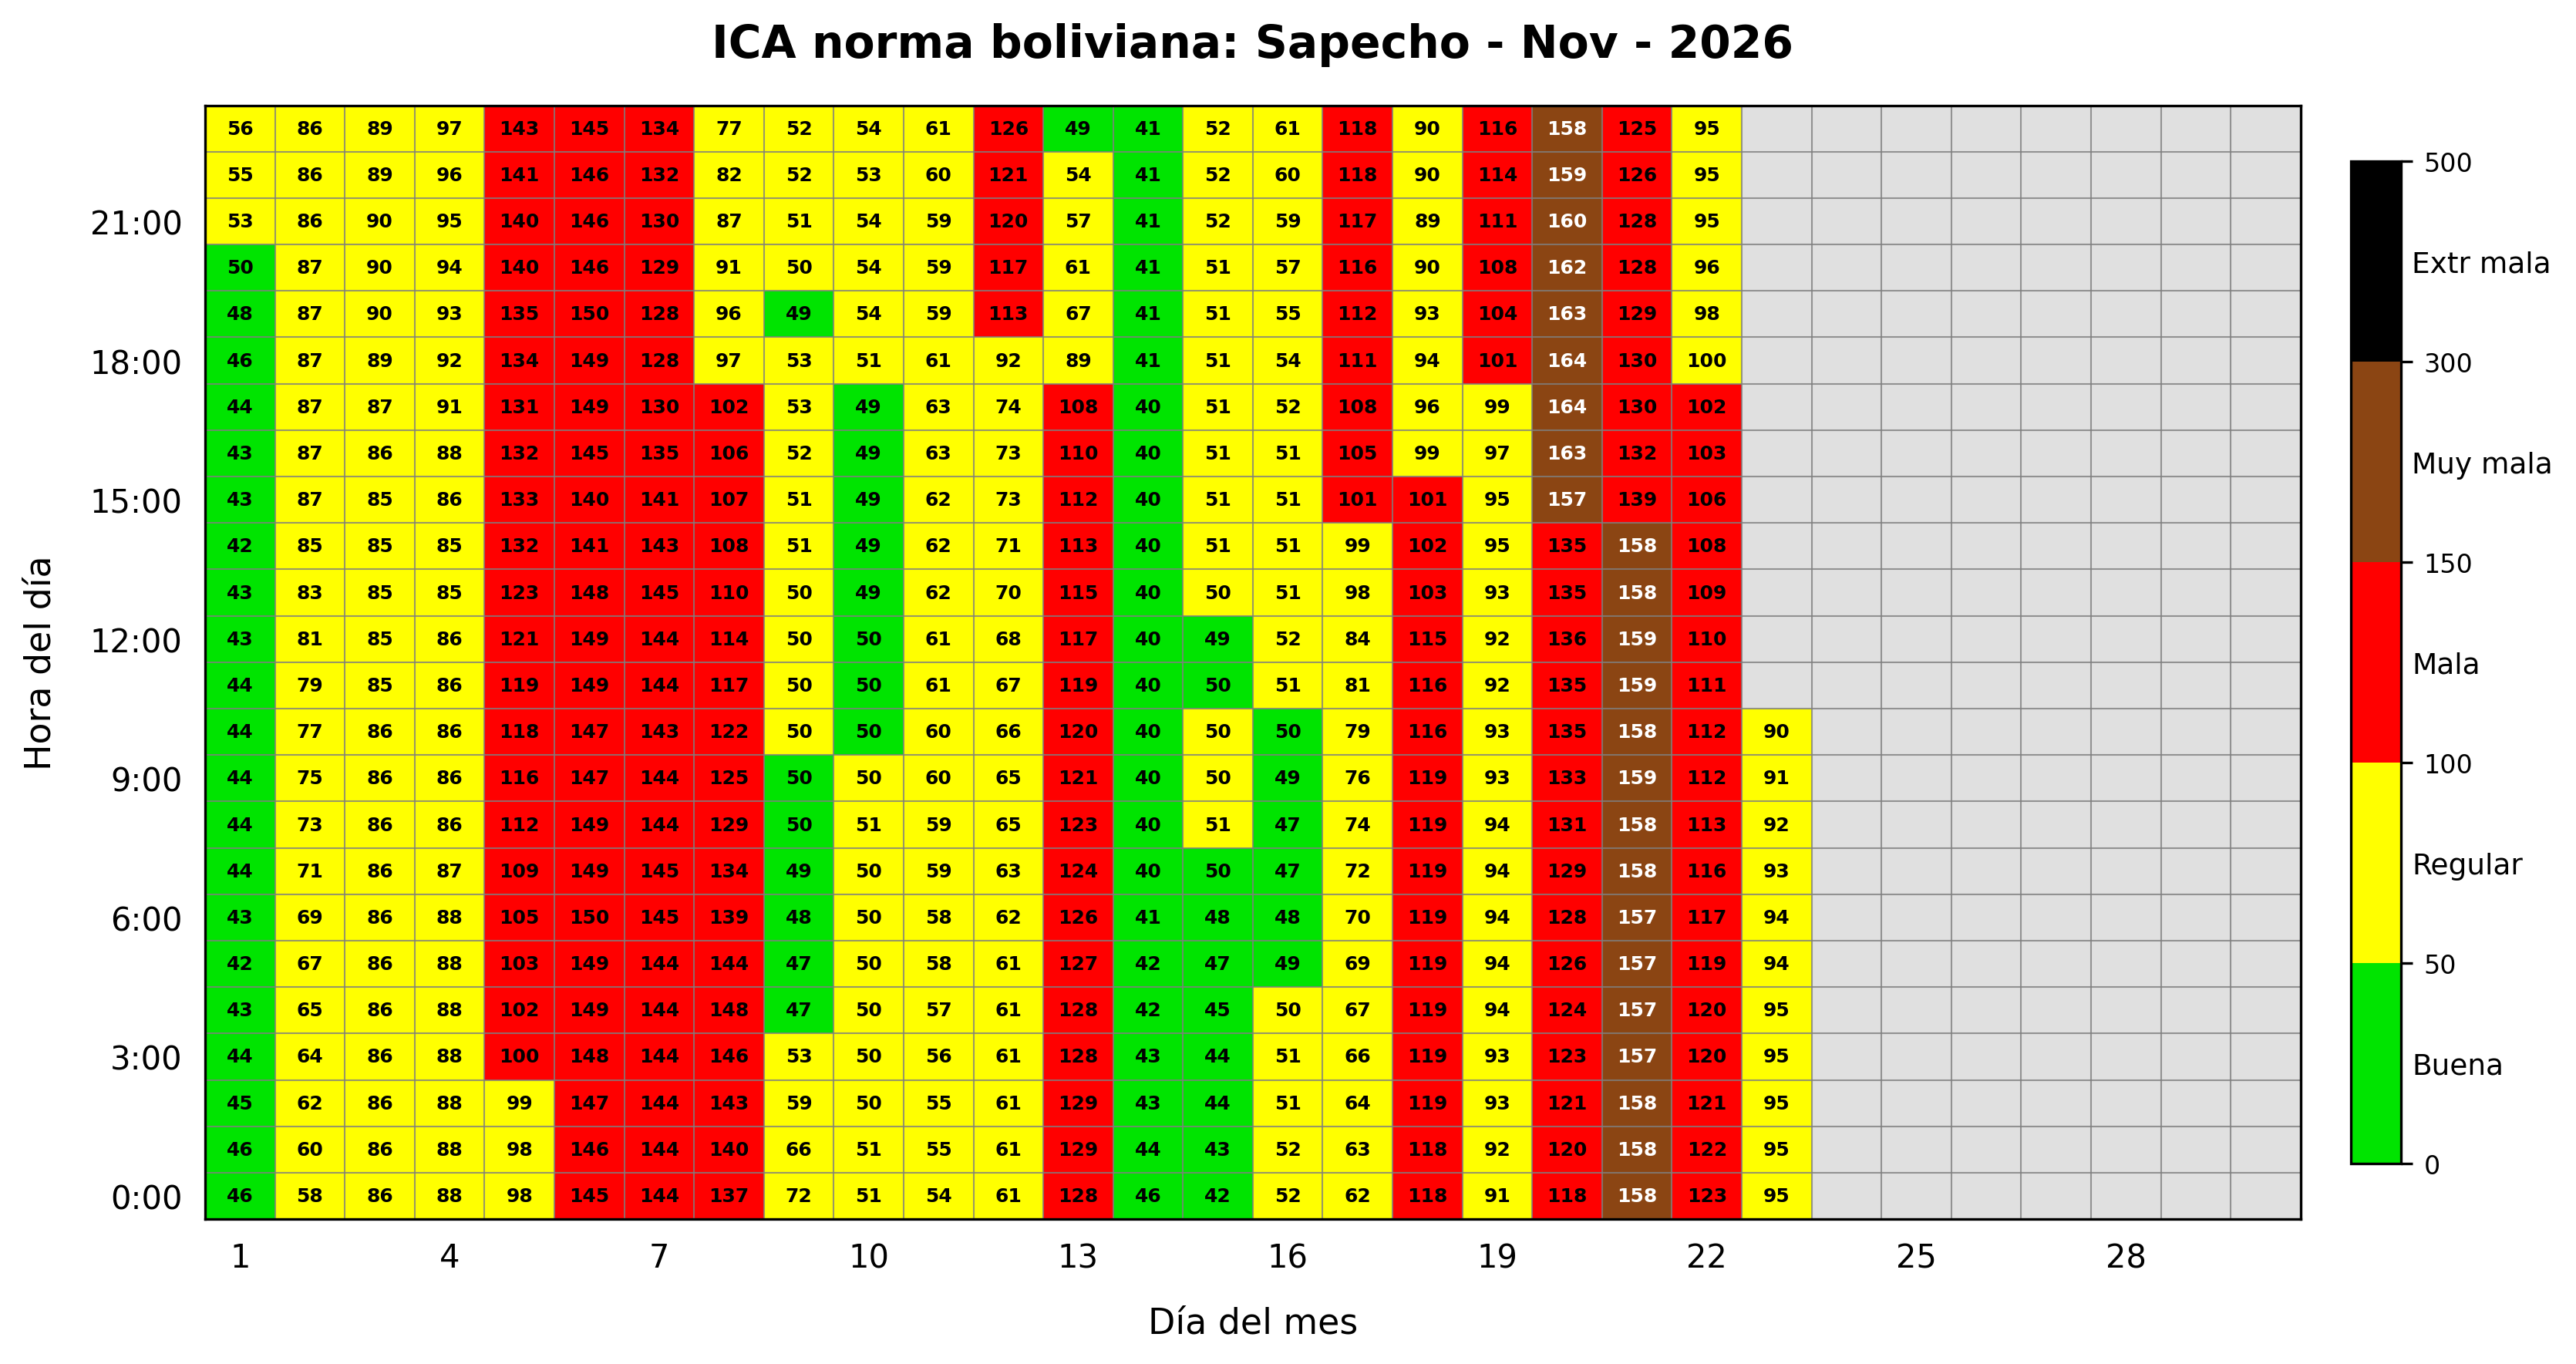 ICA norma boliviana: Sapecho - Nov - 2026
56 86 89 97 143 145 134 77 52 54 61 126 49 41 52 61 118 90 116 158 125 95
55 86 89 96 141 146 132 82 52 53 60 121 54 41 52 60 118 90 114 159 126 95
21:00 53 86 90 95 140 146 130 87 51 54 59 120 57 41 52 59 117 89 111 160 128 95
50 87 90 94 140 146 129 91 50 54 59 117 61 41 51 57 116 90 108 162 128 96
48 87 90 93 135 150 128 96 49 54 59 113 67 41 51 55 112 93 104 163 129 98
18:00 46 87 89 92 134 149 128 97 53 51 61 92 89 41 51 54 111 94 101 164 130 100
44 87 87 91 131 149 130 102 53 49 63 74 108 40 51 52 108 96 99 164 130 102
43 87 86 88 132 145 135 106 52 49 63 73 110 40 51 51 105 99 97 163 132 103
15:00 43 87 85 86 133 140 141 107 51 49 62 73 112 40 51 51 101 101 95 157 139 106
42 85 85 85 132 141 143 108 51 49 62 71 113 40 51 51 99 102 95 135 158 108
43 83 85 85 123 148 145 110 50 49 62 70 115 40 50 51 98 103 93 135 158 109
12:00 43 81 85 86 121 149 144 114 50 50 61 68 117 40 49 52 84 115 92 136 159 110
44 79 85 86 119 149 144 117 50 50 61 67 119 40 50 51 81 116 92 135 159 111
44 77 86 86 118 147 143 122 50 50 60 66 120 40 50 50 79 116 93 135 158 112 90
9:00 44 75 86 86 116 147 144 125 50 50 60 65 121 40 50 49 76 119 93 133 159 112 91
44 73 86 86 112 149 144 129 50 51 59 65 123 40 51 47 74 119 94 131 158 113 92
44 71 86 87 109 149 145 134 49 50 59 63 124 40 50 47 72 119 94 129 158 116 93
6:00 43 69 86 88 105 150 145 139 48 50 58 62 126 41 48 48 70 119 94 128 157 117 94
42 67 86 88 103 149 144 144 47 50 58 61 127 42 47 49 69 119 94 126 157 119 94
43 65 86 88 102 149 144 148 47 50 57 61 128 42 45 50 67 119 94 124 157 120 95
3:00 44 64 86 88 100 148 144 146 53 50 56 61 128 43 44 51 66 119 93 123 157 120 95
45 62 86 88 99 147 144 143 59 50 55 61 129 43 44 51 64 119 93 121 158 121 95
46 60 86 88 98 146 144 140 66 51 55 61 129 44 43 52 63 118 92 120 158 122 95
0:00 46 58 86 88 98 145 144 137 72 51 54 61 128 46 42 52 62 118 91 118 158 123 95
1 4 7 10 13 16 19 22 25 28
Día del mes
Hora del día
500
Extr mala
300
Muy mala
150
Mala
100
Regular
50
Buena
0